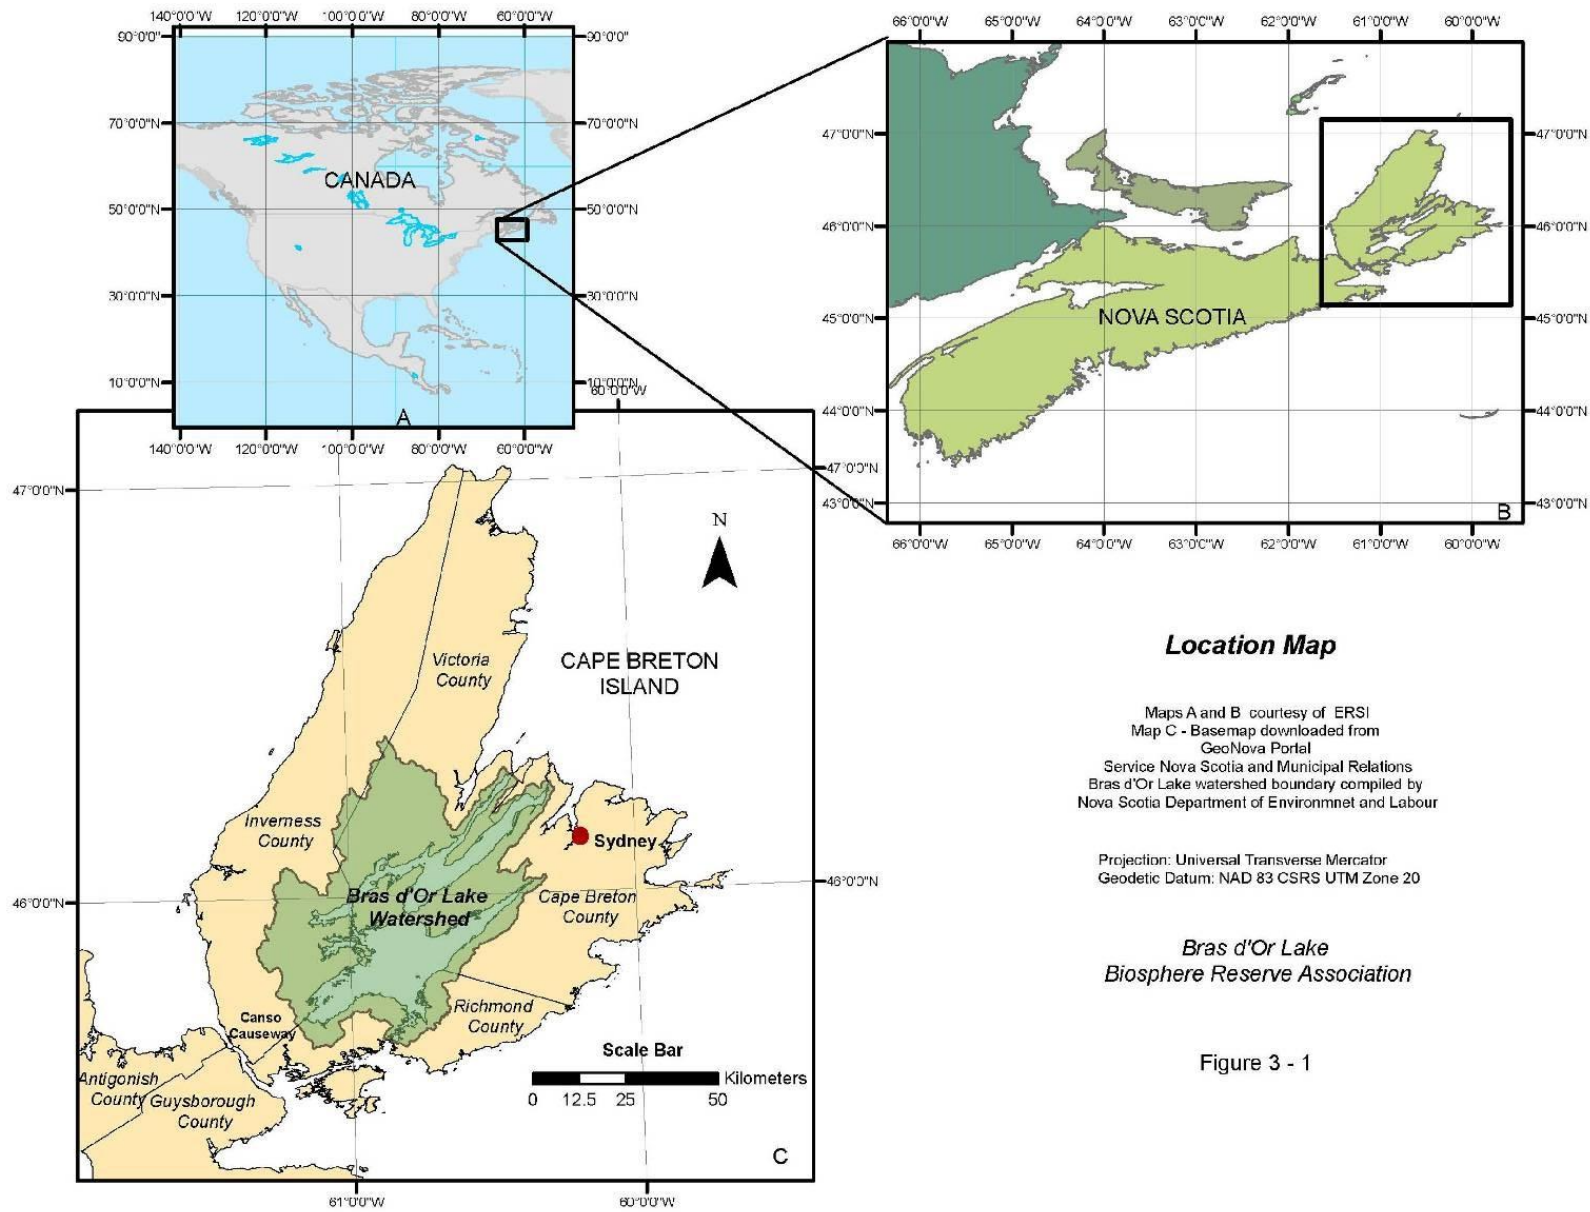 140°0'0"W 120°0'0"W 100°0'0"W 80°0'0"W 60°0'0"W
90°0'0" 90°0'0"
70°0'0"N 70°0'0"N
CANADA
50°0'0"N 50°0'0"N
30°0'0"N 30°0'0"N
10°0'0"N 10°0'0"N
A
140°0'0"W 120°0'0"W 100°0'0"W 80°0'0"W 60°0'0"W
66°0'0"W 65°0'0"W 64°0'0"W 63°0'0"W 62°0'0"W 61°0'0"W 60°0'0"W
47°0'0"N 47°0'0"N
46°0'0"N 46°0'0"N
45°0'0"N 45°0'0"N
NOVA SCOTIA
44°0'0"N 44°0'0"N
43°0'0"N 43°0'0"N
B
66°0'0"W 65°0'0"W 64°0'0"W 63°0'0"W 62°0'0"W 61°0'0"W 60°0'0"W
60°0'0"W
47°0'0"N 47°0'0"N
N
Victoria
County
CAPE BRETON
ISLAND
Inverness
County
Sydney
46°0'0"N 46°0'0"N
Bras d'Or Lake
Watershed
Cape Breton
County
Richmond
County
Canso
Causeway
Antigonish
County
Guysborough
County
Scale Bar
Kilometers
0 12.5 25 50
C
61°0'0"W 60°0'0"W
Location Map
Maps A and B courtesy of ERSI
Map C - Basemap downloaded from
GeoNova Portal
Service Nova Scotia and Municipal Relations
Bras d'Or Lake watershed boundary compiled by
Nova Scotia Department of Environmnet and Labour
Projection: Universal Transverse Mercator
Geodetic Datum: NAD 83 CSRS UTM Zone 20
Bras d'Or Lake
Biosphere Reserve Association
Figure 3 - 1